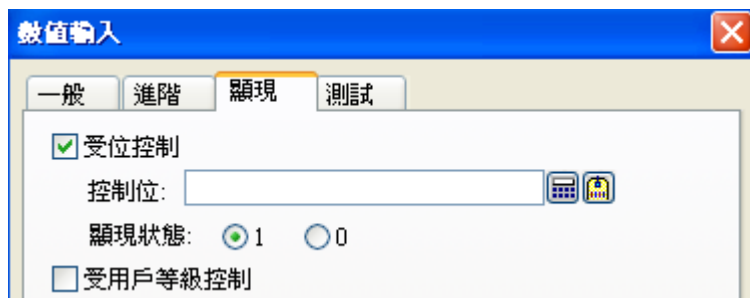 數值輸入
一般 進階 顯現 測試
受位控制
控制位:
顯現狀態: 1 0
受用戶等級控制